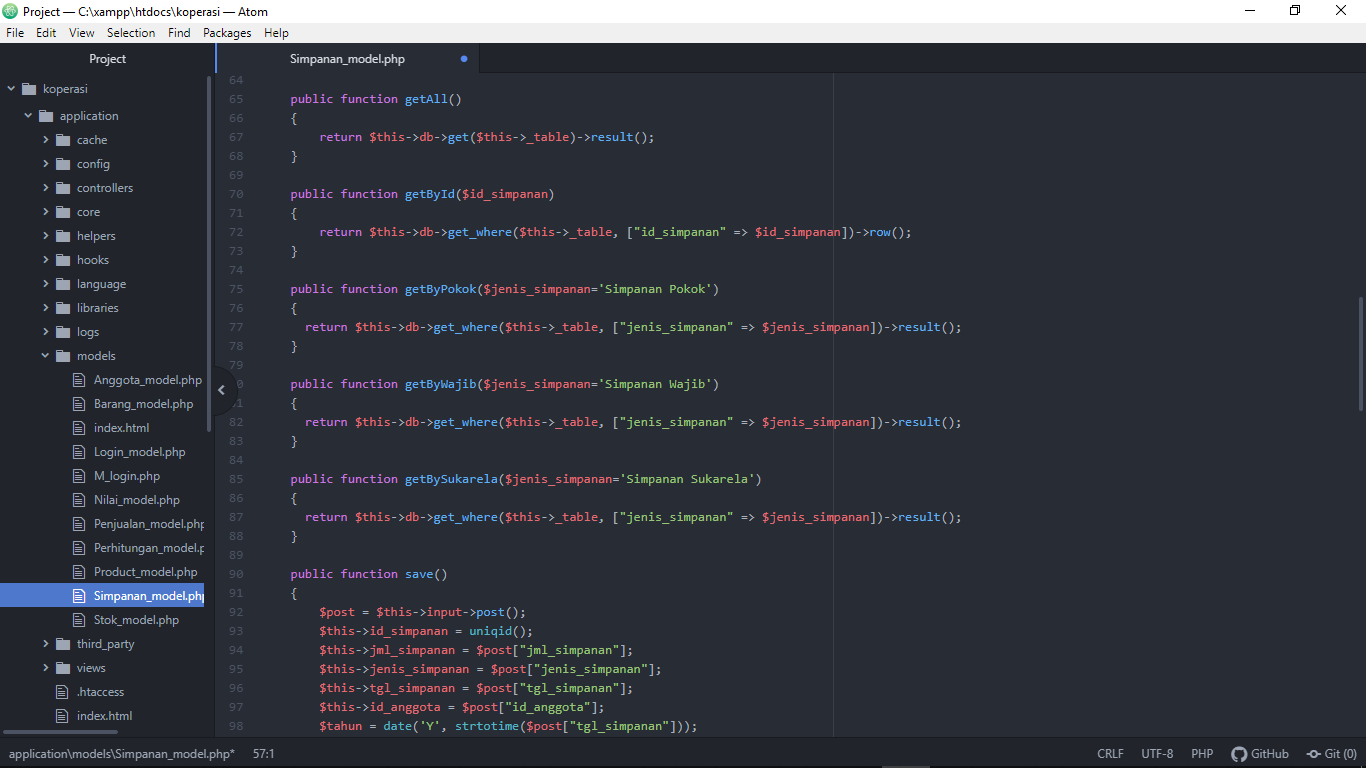 Project — C:\xampp\htdocs\koperasi — Atom
File Edit View Selection Find Packages Help
Project
koperasi
application
cache
config
controllers
core
helpers
hooks
language
libraries
logs
models
Anggota_model.php
Barang_model.php
index.html
Login_model.php
M_login.php
Nilai_model.php
Penjualan_model.php
Perhitungan_model.p
Product_model.php
Simpanan_model.php
Stok_model.php
third_party
views
.htaccess
index.html
Simpanan_model.php
64
65 public function getAll()
66 {
67 return $this->db->get($this->_table)->result();
68 }
69
70 public function getById($id_simpanan)
71 {
72 return $this->db->get_where($this->_table, ["id_simpanan" => $id_simpanan])->row();
73 }
74
75 public function getByPokok($jenis_simpanan='Simpanan Pokok')
76 {
77 return $this->db->get_where($this->_table, ["jenis_simpanan" => $jenis_simpanan])->result();
78 }
79
0 public function getByWajib($jenis_simpanan='Simpanan Wajib')
1 {
82 return $this->db->get_where($this->_table, ["jenis_simpanan" => $jenis_simpanan])->result();
83 }
84
85 public function getBySukarela($jenis_simpanan='Simpanan Sukarela')
86 {
87 return $this->db->get_where($this->_table, ["jenis_simpanan" => $jenis_simpanan])->result();
88 }
89
90 public function save()
91 {
92 $post = $this->input->post();
93 $this->id_simpanan = uniqid();
94 $this->jml_simpanan = $post["jml_simpanan"];
95 $this->jenis_simpanan = $post["jenis_simpanan"];
96 $this->tgl_simpanan = $post["tgl_simpanan"];
97 $this->id_anggota = $post["id_anggota"];
98 $tahun = date('Y', strtotime($post["tgl_simpanan"]));
application\models\Simpanan_model.php* 57:1 CRLF UTF-8 PHP GitHub Git (0)